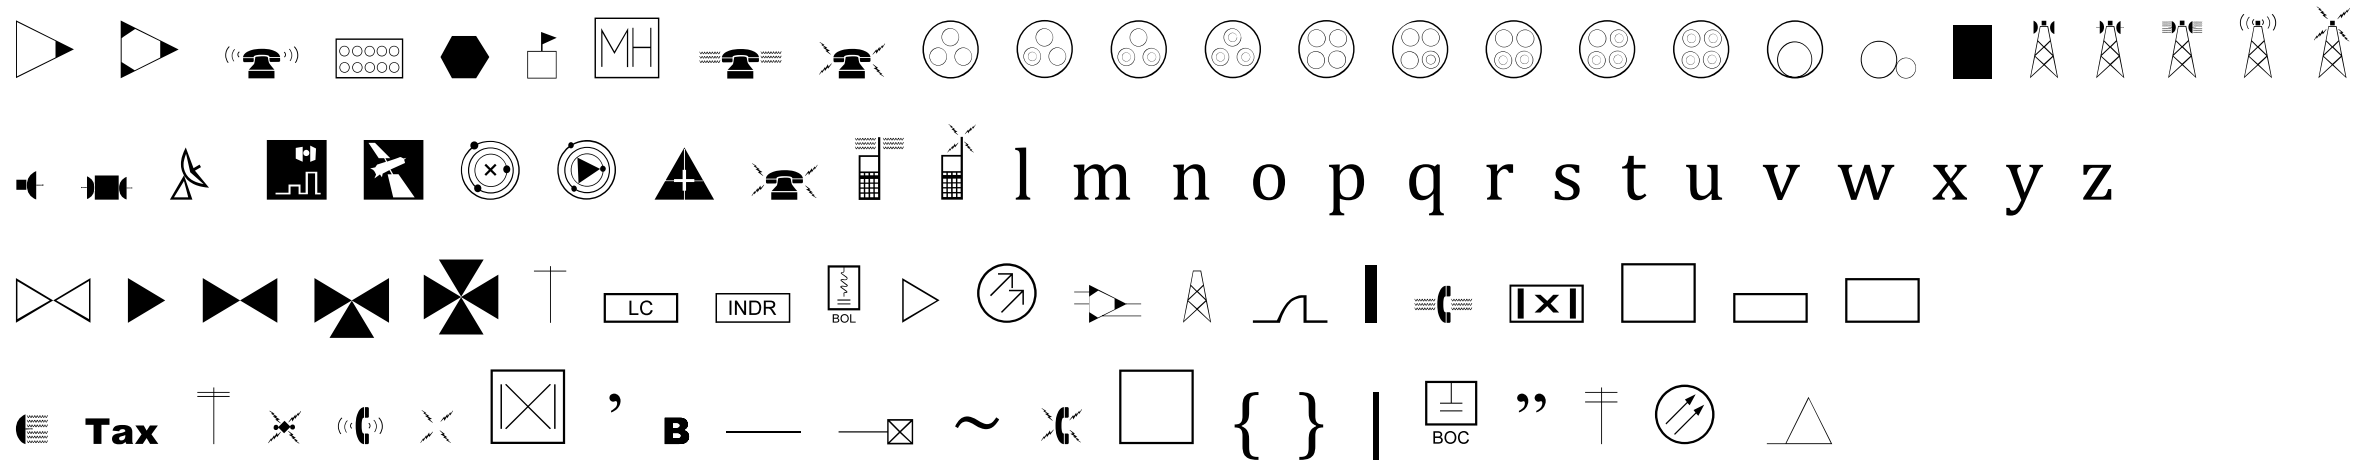 MH
l m n o p q r s t u v w x y z
LC INDR BOL |x|
Tax , B ~ { } | BOC ”